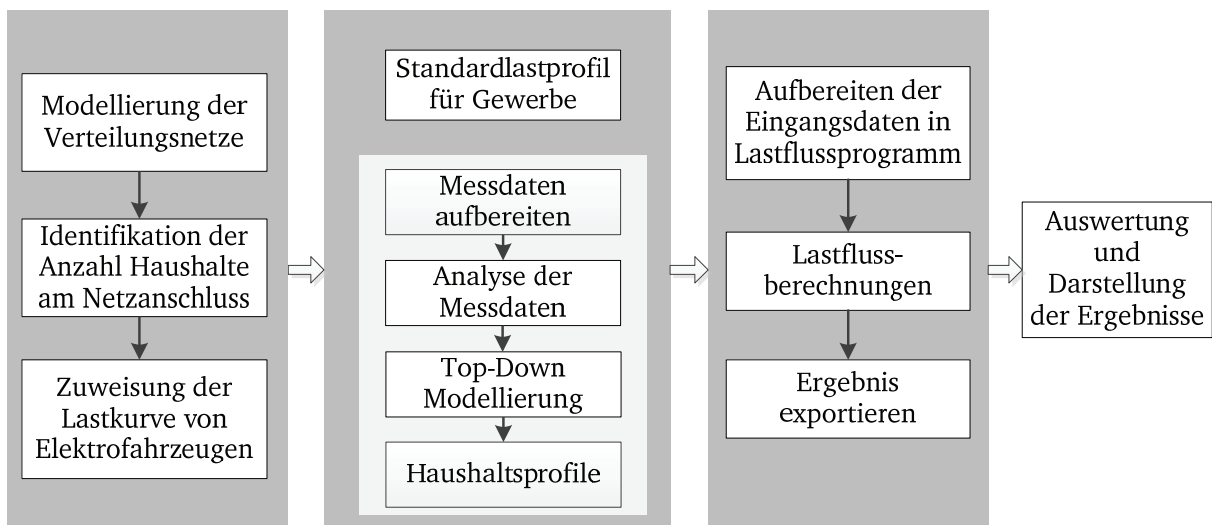 Modellierung der
Verteilungsnetze
Identifikation der
Anzahl Haushalte
am Netzanschluss
Zuweisung der
Lastkurve von
Elektrofahrzeugen
Standardlastprofil
für Gewerbe
Messdaten
aufbereiten
Analyse der
Messdaten
Top-Down
Modellierung
Haushaltsprofile
Aufbereiten der
Eingangsdaten in
Lastflussprogramm
Lastfluss-
berechnungen
Ergebnis
exportieren
Auswertung
und
Darstellung
der Ergebnisse